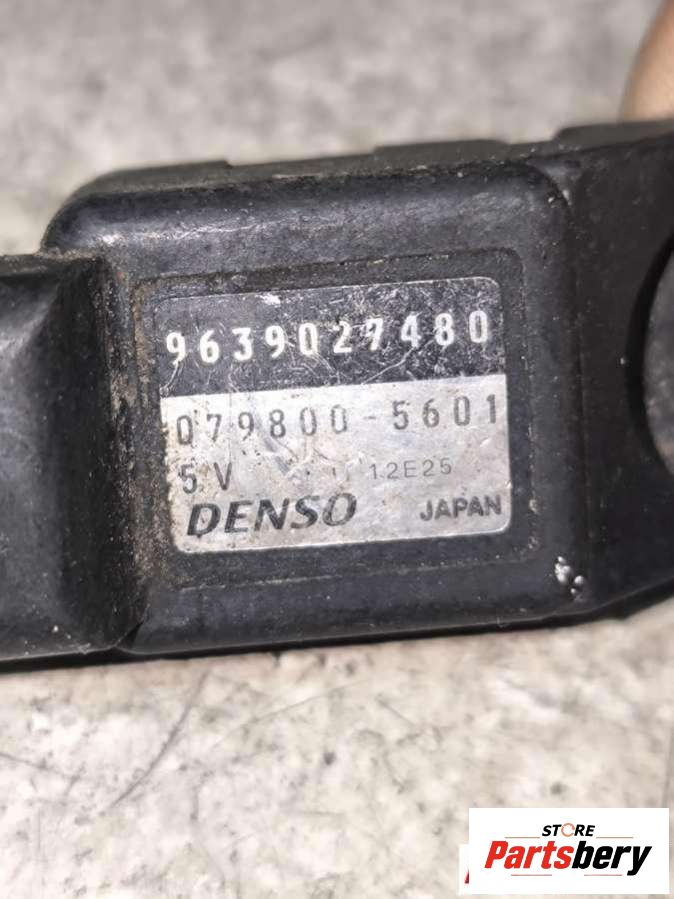 9639027480
079800-5601
5V 12E25
DENSO JAPAN
STORE
Partsbery